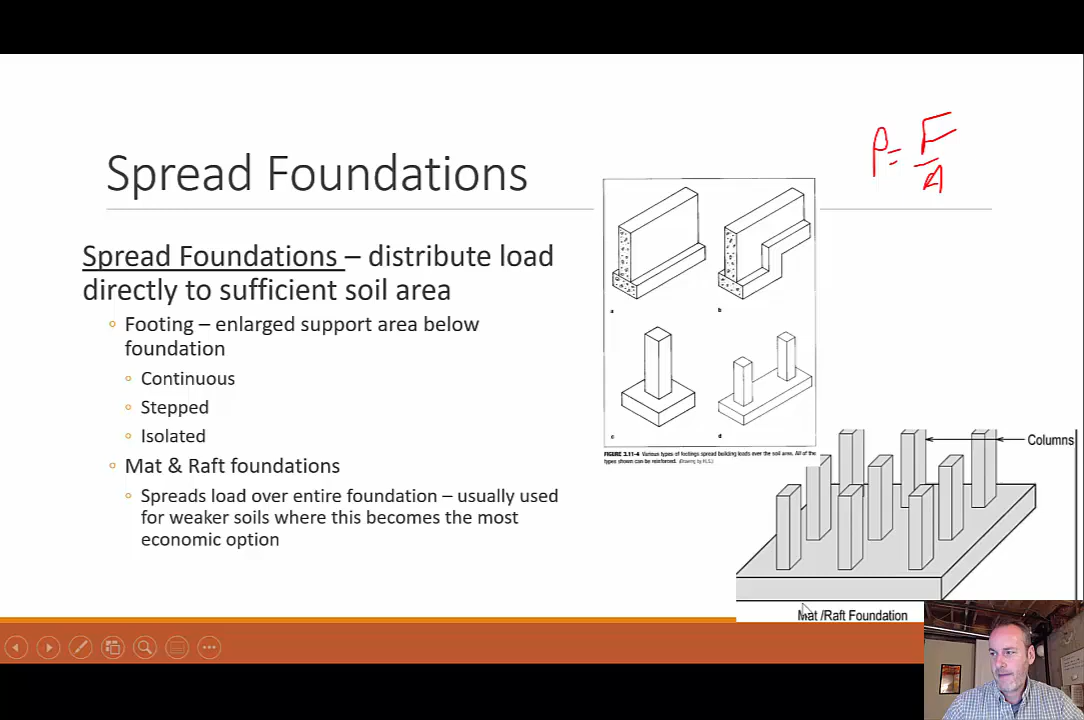 Spread Foundations
P = F/A
Spread Foundations – distribute load
directly to sufficient soil area
◦ Footing – enlarged support area below
foundation
◦ Continuous
◦ Stepped
◦ Isolated
◦ Mat & Raft foundations
◦ Spreads load over entire foundation – usually used
for weaker soils where this becomes the most
economic option
a
b
c
d
FIGURE 3.11-4 Various types of footings spread building loads over the soil area. All of the
types shown can be reinforced. (Drawing by M.S.)
Columns
Mat /Raft Foundation